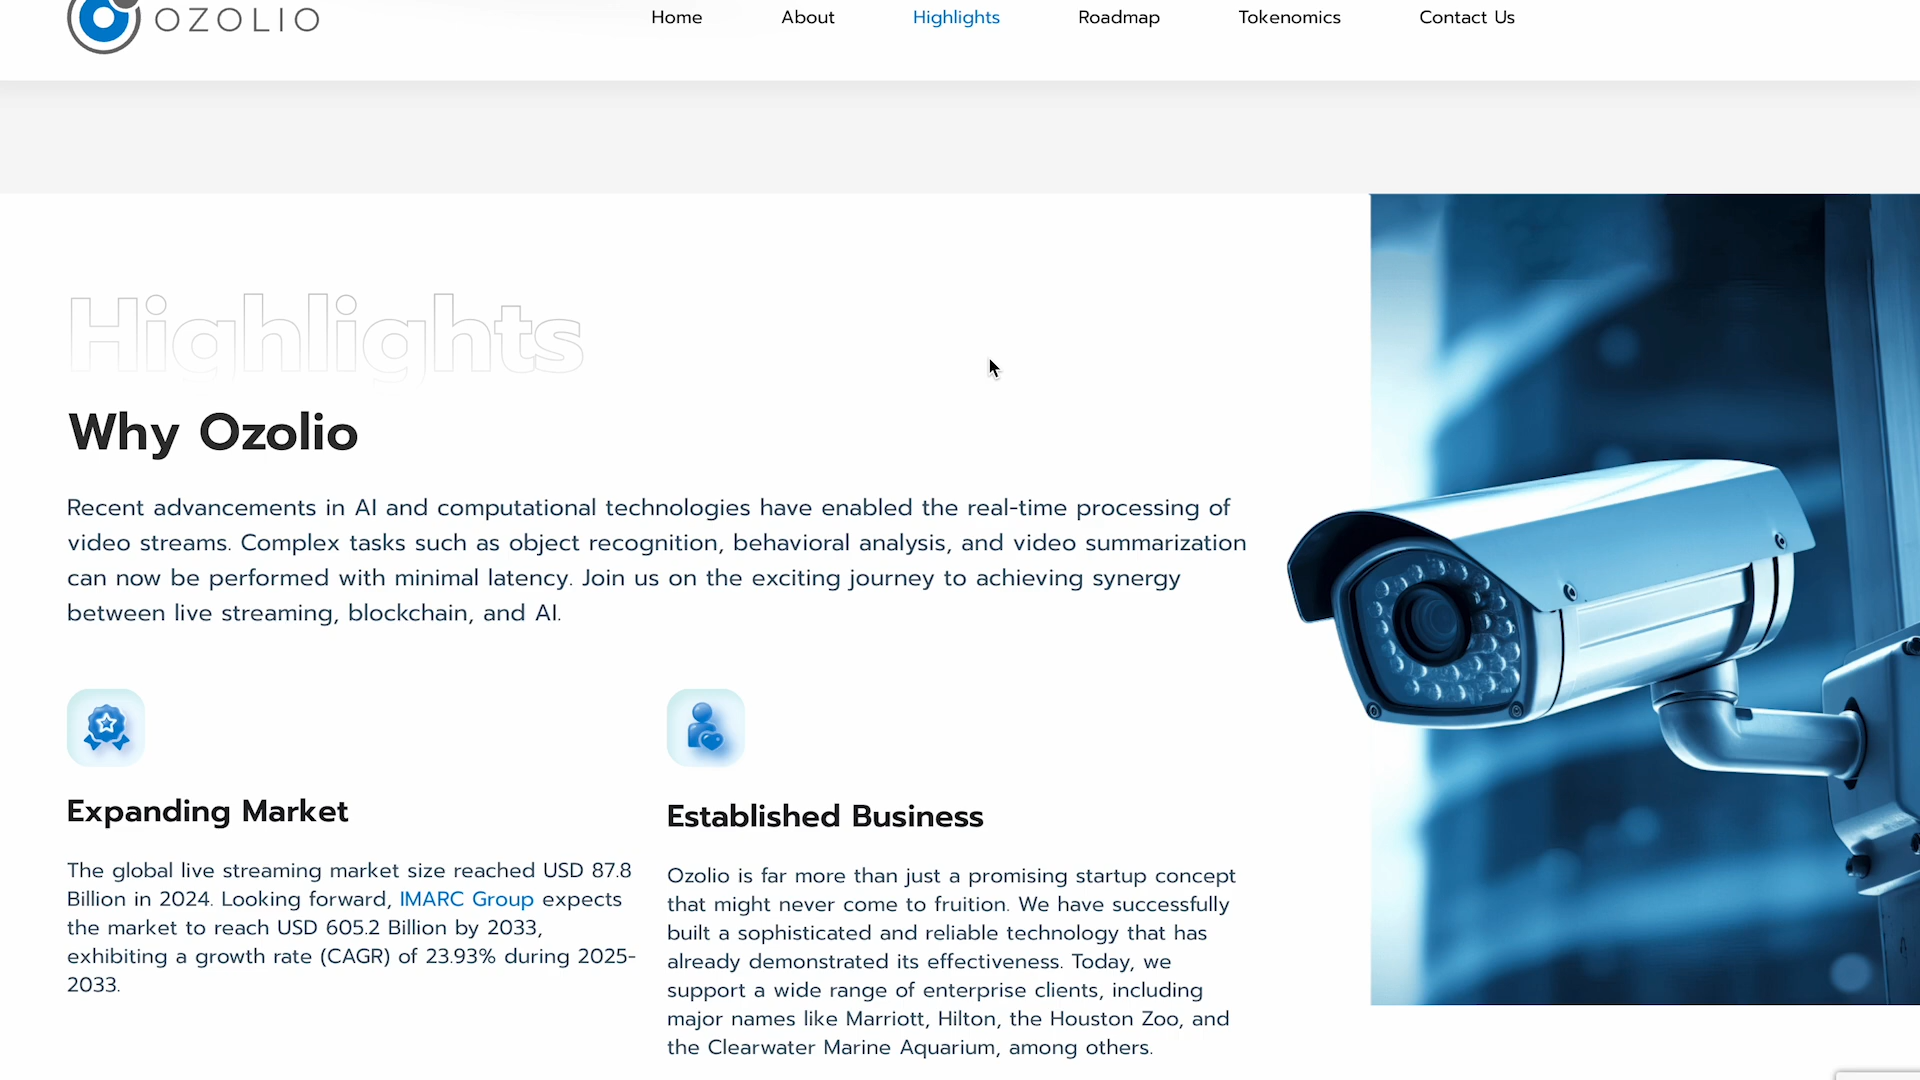 OZOLIO
Home About Highlights Roadmap Tokenomics Contact Us
Highlights
Why Ozolio
Recent advancements in AI and computational technologies have enabled the real-time processing of
video streams. Complex tasks such as object recognition, behavioral analysis, and video summarization
can now be performed with minimal latency. Join us on the exciting journey to achieving synergy
between live streaming, blockchain, and AI.
Expanding Market
The global live streaming market size reached USD 87.8
Billion in 2024. Looking forward, IMARC Group expects
the market to reach USD 605.2 Billion by 2033,
exhibiting a growth rate (CAGR) of 23.93% during 2025-
2033.
Established Business
Ozolio is far more than just a promising startup concept
that might never come to fruition. We have successfully
built a sophisticated and reliable technology that has
already demonstrated its effectiveness. Today, we
support a wide range of enterprise clients, including
major names like Marriott, Hilton, the Houston Zoo, and
the Clearwater Marine Aquarium, among others.